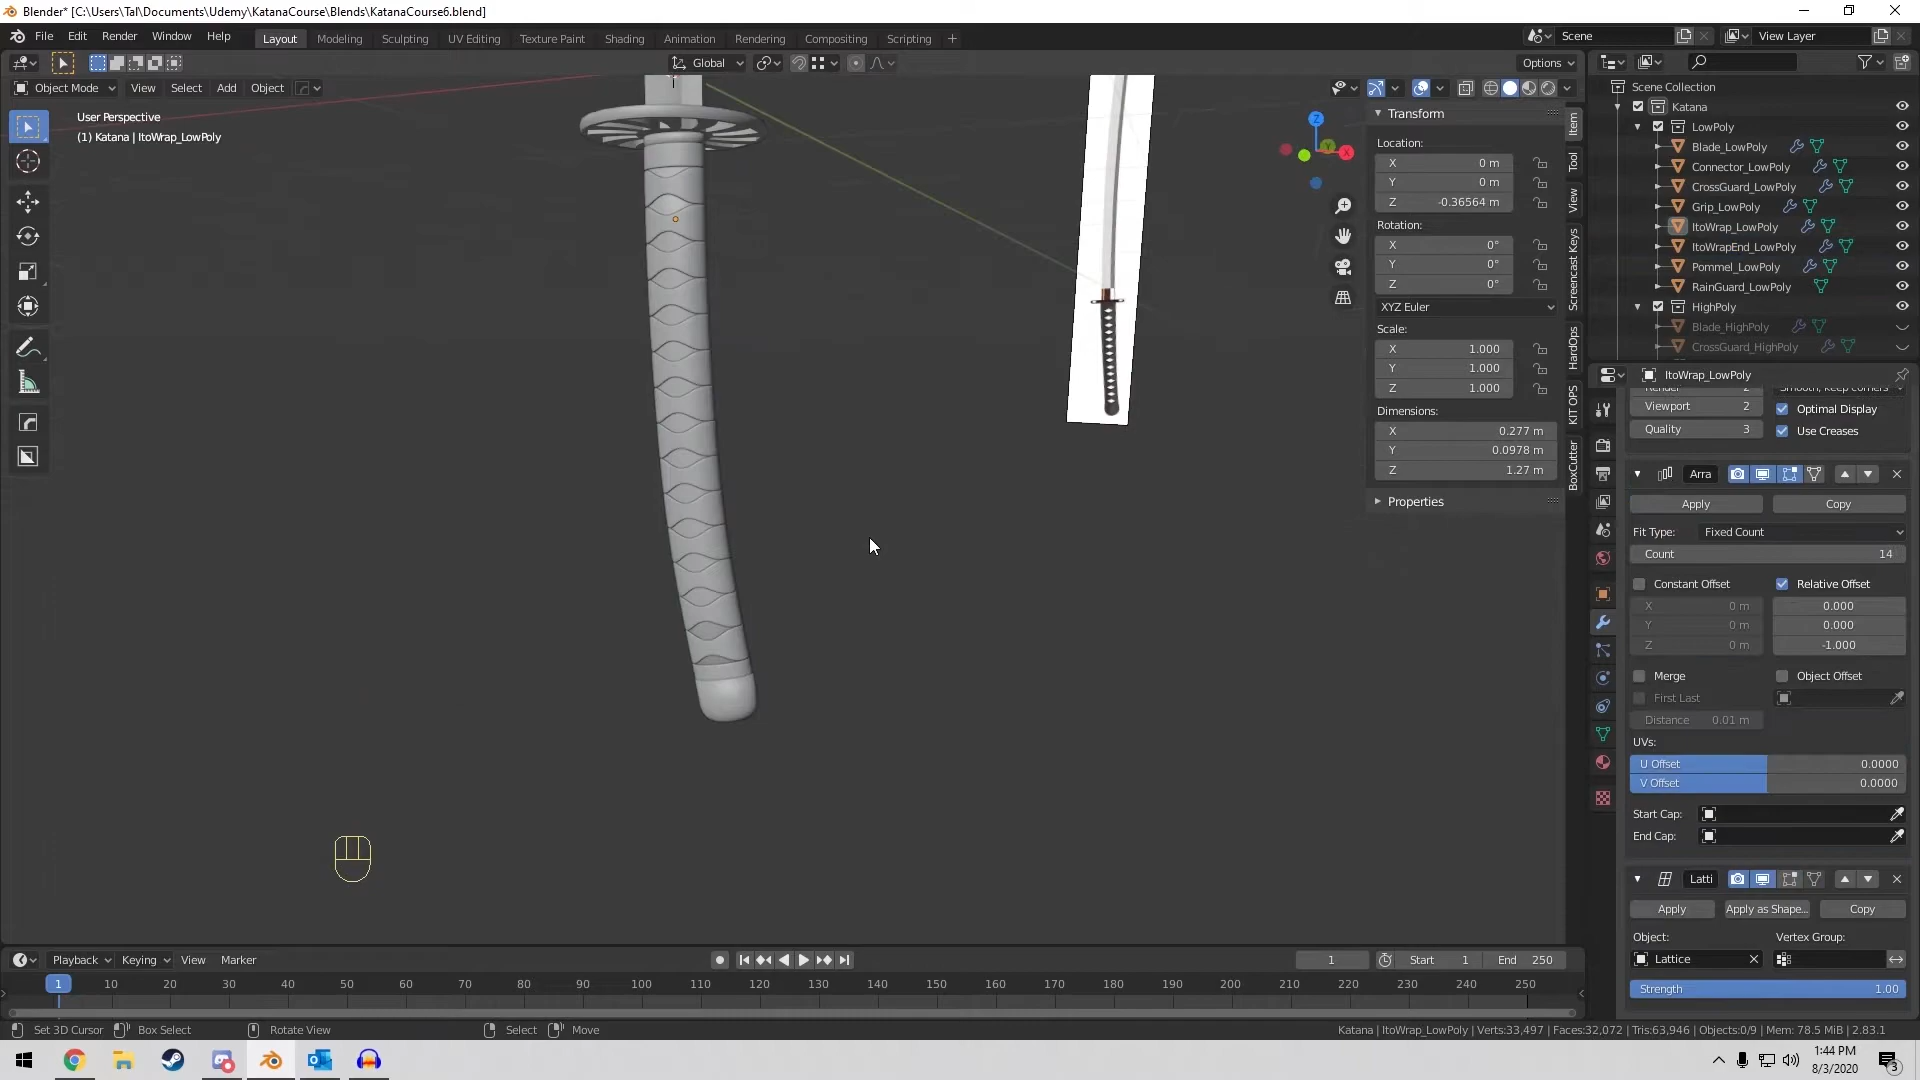 Blender* [C:\Users\Tal\Documents\Udemy\KatanaCourse\Blends\KatanaCourse6.blend]
File Edit Render Window Help Layout Modeling Sculpting UV Editing Texture Paint Shading Animation Rendering Compositing Scripting + Scene View Layer
Global Options
Object Mode View Select Add Object
User Perspective
(1) Katana | ItoWrap_LowPoly
Z
Y
X
Transform
Location:
X 0 m
Y 0 m
Z -0.36564 m
Rotation:
X 0°
Y 0°
Z 0°
XYZ Euler
Scale:
X 1.000
Y 1.000
Z 1.000
Dimensions:
X 0.277 m
Y 0.0978 m
Z 1.27 m
Properties
Item
Tool
View
Screencast Keys
HardOps
KIT OPS
BoxCutter
Scene Collection
Katana
LowPoly
Blade_LowPoly
Connector_LowPoly
CrossGuard_LowPoly
Grip_LowPoly
ItoWrap_LowPoly
ItoWrapEnd_LowPoly
Pommel_LowPoly
RainGuard_LowPoly
HighPoly
Blade_HighPoly
CrossGuard_HighPoly
ItoWrap_LowPoly
Render 2 Smooth, keep corners
Viewport 2 Optimal Display
Quality 3 Use Creases
Arra
Apply Copy
Fit Type: Fixed Count
Count 14
Constant Offset Relative Offset
X 0 m 0.000
Y 0 m 0.000
Z 0 m -1.000
Merge Object Offset
First Last
Distance 0.01 m
UVs:
U Offset 0.0000
V Offset 0.0000
Start Cap:
End Cap:
Latti
Apply Apply as Shape... Copy
Object: Vertex Group:
Lattice
Strength 1.00
Playback Keying View Marker 1 Start 1 End 250
1 10 20 30 40 50 60 70 80 90 100 110 120 130 140 150 160 170 180 190 200 210 220 230 240 250
Set 3D Cursor Box Select Rotate View Select Move Katana | ItoWrap_LowPoly | Verts:33,497 | Faces:32,072 | Tris:63,946 | Objects:0/9 | Mem: 78.5 MiB | 2.83.1
1:44 PM
8/3/2020
3